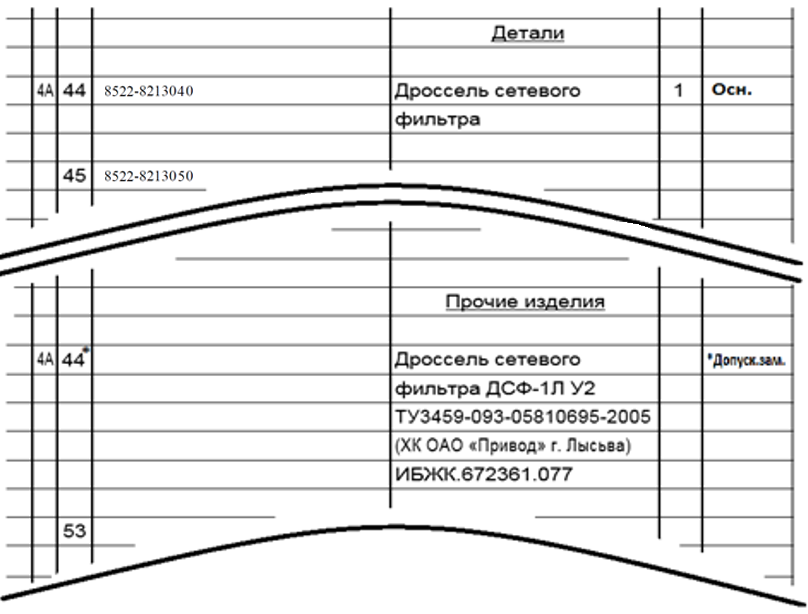 Детали
4А 44 8522-8213040 Дроссель сетевого 1 Осн.
фильтра
45 8522-8213050
Прочие изделия
4А 44* Дроссель сетевого *Допуск.зам.
фильтра ДСФ-1Л У2
ТУ3459-093-05810695-2005
(ХК ОАО «Привод» г. Лысьва)
ИБЖК.672361.077
53